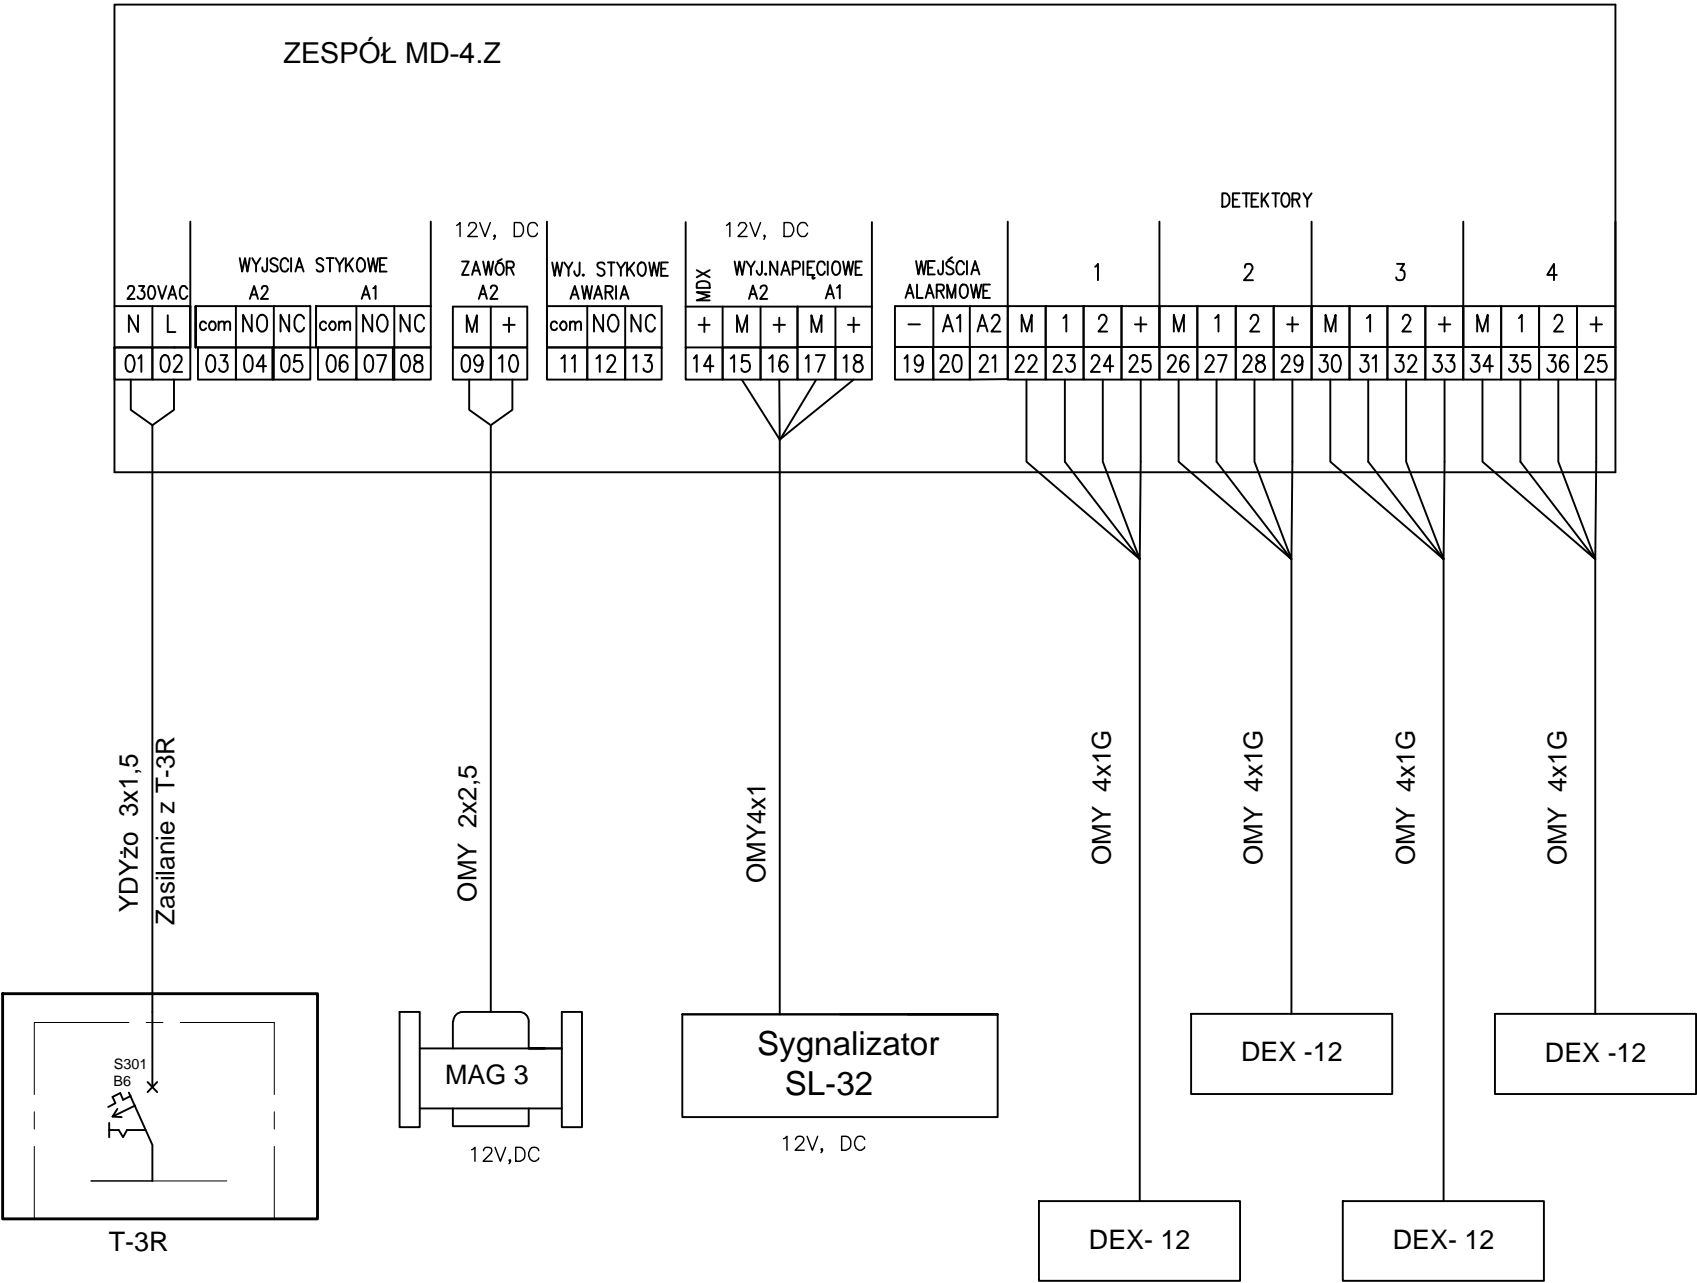 ZESPÓŁ MD-4.Z
DETEKTORY
12V, DC 12V, DC
230VAC WYJSCIA STYKOWE A2 A1
ZAWÓR A2
WYJ. STYKOWE AWARIA
MDX WYJ.NAPIĘCIOWE A2 A1
WEJŚCIA ALARMOWE
1 2 3 4
N L com NO NC com NO NC M + com NO NC + M + M + – A1 A2 M 1 2 + M 1 2 + M 1 2 + M 1 2 +
01 02 03 04 05 06 07 08 09 10 11 12 13 14 15 16 17 18 19 20 21 22 23 24 25 26 27 28 29 30 31 32 33 34 35 36 25
YDYżo 3x1,5
Zasilanie z T-3R
OMY 2x2,5
OMY4x1
OMY 4x1G
OMY 4x1G
OMY 4x1G
OMY 4x1G
S301
B6
T-3R
MAG 3
12V,DC
Sygnalizator
SL-32
12V, DC
DEX -12
DEX -12
DEX- 12
DEX- 12